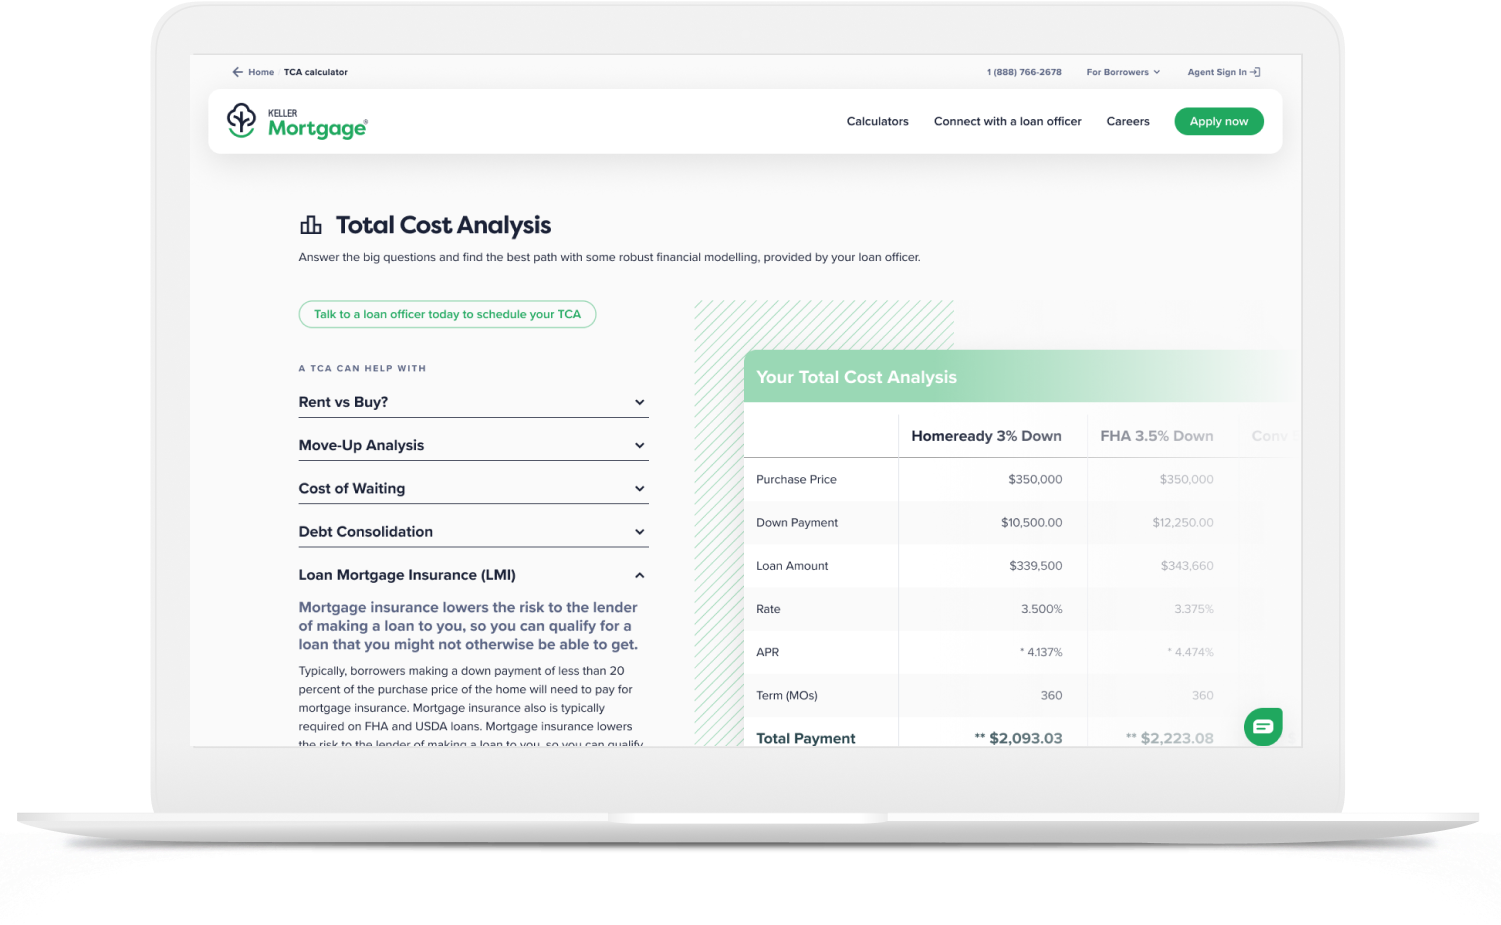 Home / TCA calculator
1 (888) 766-2678
For Borrowers
Agent Sign In
KELLER
Mortgage®
Calculators
Connect with a loan officer
Careers
Apply now
Total Cost Analysis
Answer the big questions and find the best path with some robust financial modelling, provided by your loan officer.
Talk to a loan officer today to schedule your TCA
A TCA CAN HELP WITH
Rent vs Buy?
Move-Up Analysis
Cost of Waiting
Debt Consolidation
Loan Mortgage Insurance (LMI)
Mortgage insurance lowers the risk to the lender
of making a loan to you, so you can qualify for a
loan that you might not otherwise be able to get.
Typically, borrowers making a down payment of less than 20
percent of the purchase price of the home will need to pay for
mortgage insurance. Mortgage insurance also is typically
required on FHA and USDA loans. Mortgage insurance lowers
the risk to the lender of making a loan to you, so you can qualify
Your Total Cost Analysis
Homeready 3% Down FHA 3.5% Down Conv
Purchase Price $350,000 $350,000
Down Payment $10,500.00 $12,250.00
Loan Amount $339,500 $343,660
Rate 3.500% 3.375%
APR * 4.137% * 4.474%
Term (MOs) 360 360
Total Payment ** $2,093.03 ** $2,223.08